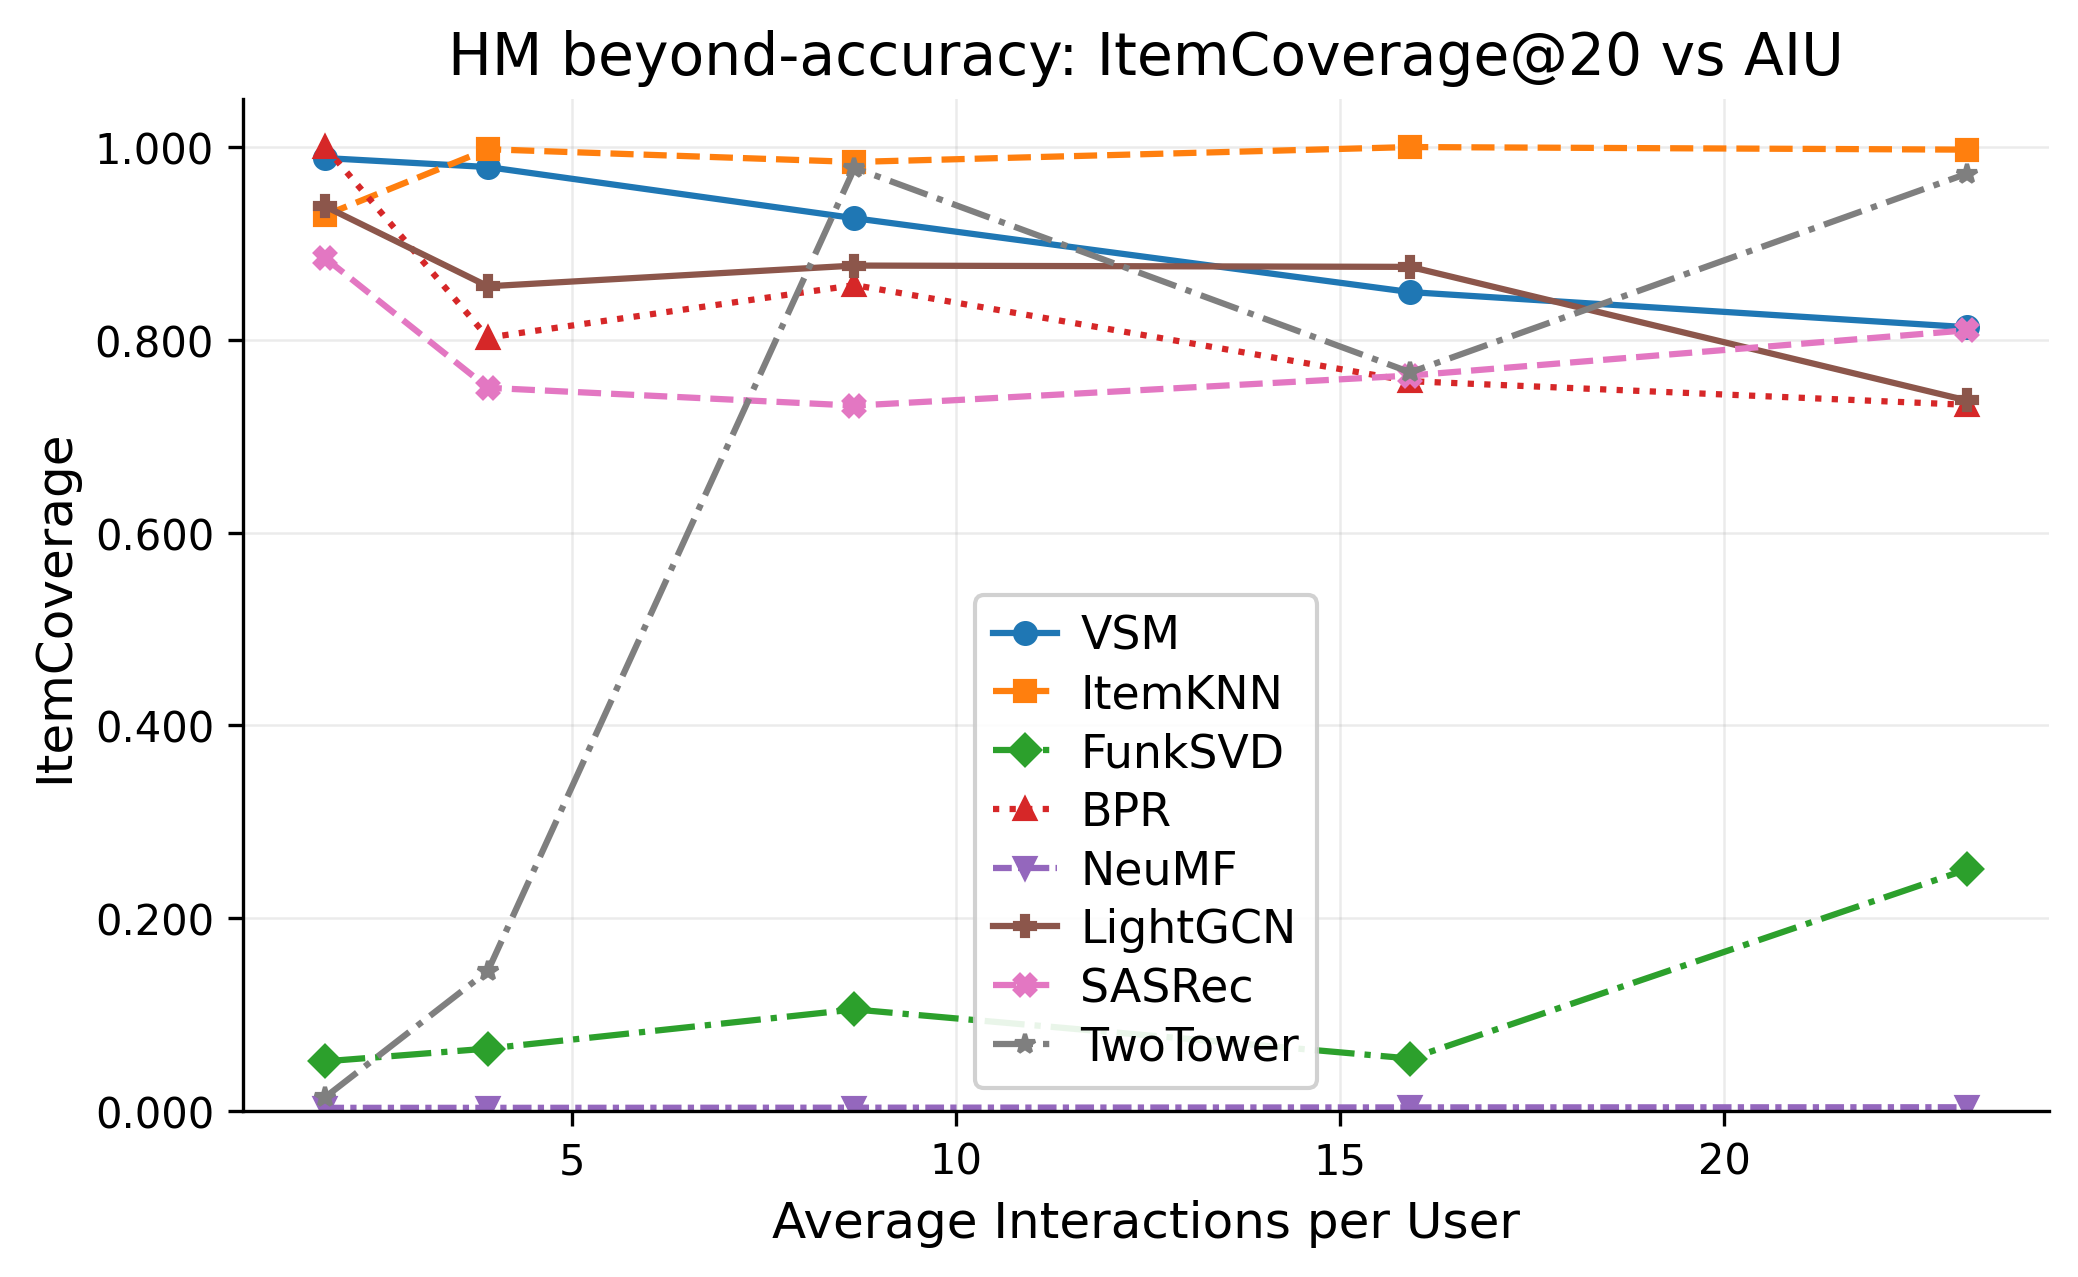 HM beyond-accuracy: ItemCoverage@20 vs AIU
ItemCoverage
1.000
0.800
0.600
0.400
0.200
0.000
VSM
ItemKNN
FunkSVD
BPR
NeuMF
LightGCN
SASRec
TwoTower
5 10 15 20
Average Interactions per User